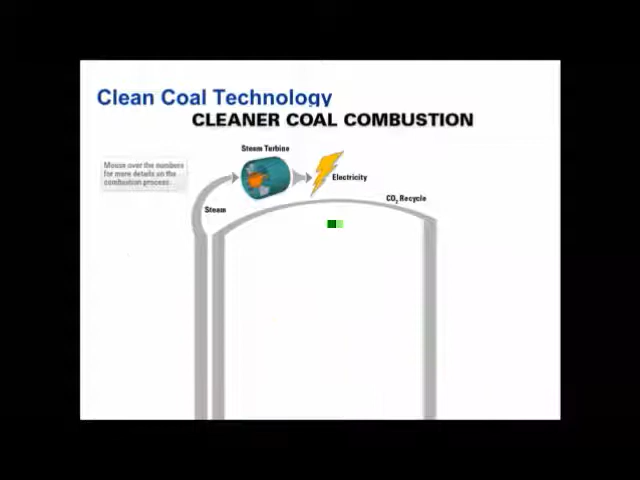 Clean Coal Technology
CLEANER COAL COMBUSTION
Steam Turbine
Mouse over the numbers
for more details on the
combustion process.
Electricity
CO2 Recycle
Steam